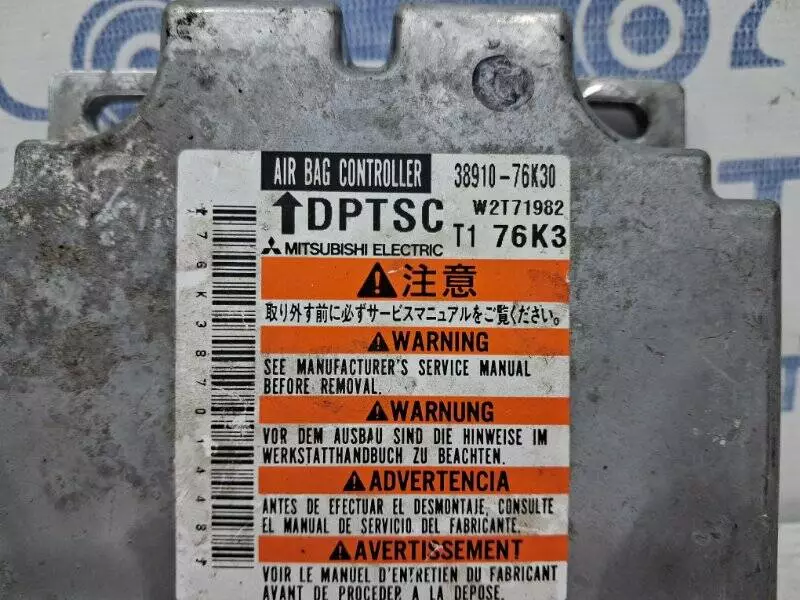 AIR BAG CONTROLLER 38910-76K30
↑DPTSC W2T71982
MITSUBISHI ELECTRIC T1 76K3
注意
取り外す前に必ずサービスマニュアルをご覧ください。
WARNING
SEE MANUFACTURER'S SERVICE MANUAL
BEFORE REMOVAL.
WARNUNG
VOR DEM AUSBAU SIND DIE HINWEISE IM
WERKSTATTHANDBUCH ZU BEACHTEN.
ADVERTENCIA
ANTES DE EFECTUAR EL DESMONTAJE, CONSULTE
EL MANUAL DE SERVICIO DEL FABRICANTE.
AVERTISSEMENT
VOIR LE MANUEL D'ENTRETIEN DU FABRICANT
AVANT DE PROCÉDER À LA DÉPOSE.